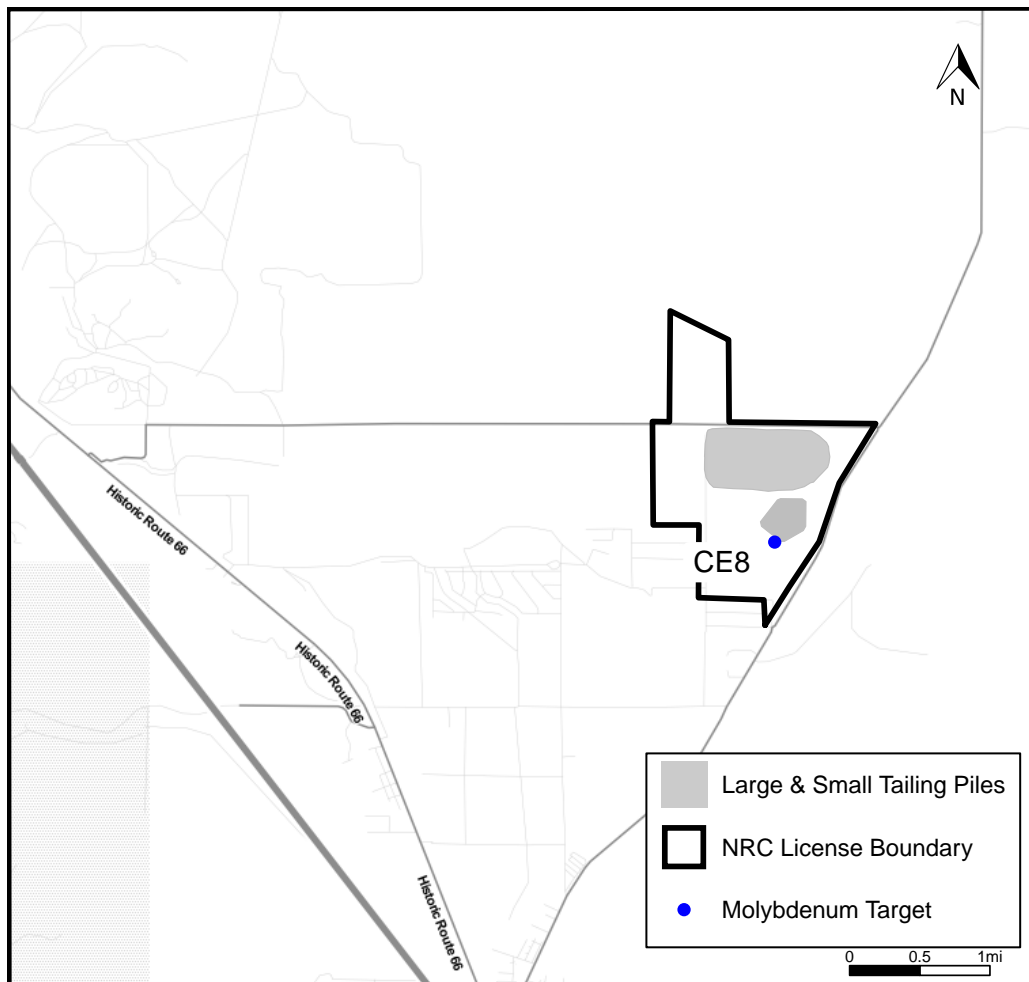 N
Historic Route 66
CE8
Historic Route 66
Historic Route 66
Large & Small Tailing Piles
NRC License Boundary
Molybdenum Target
0 0.5 1mi